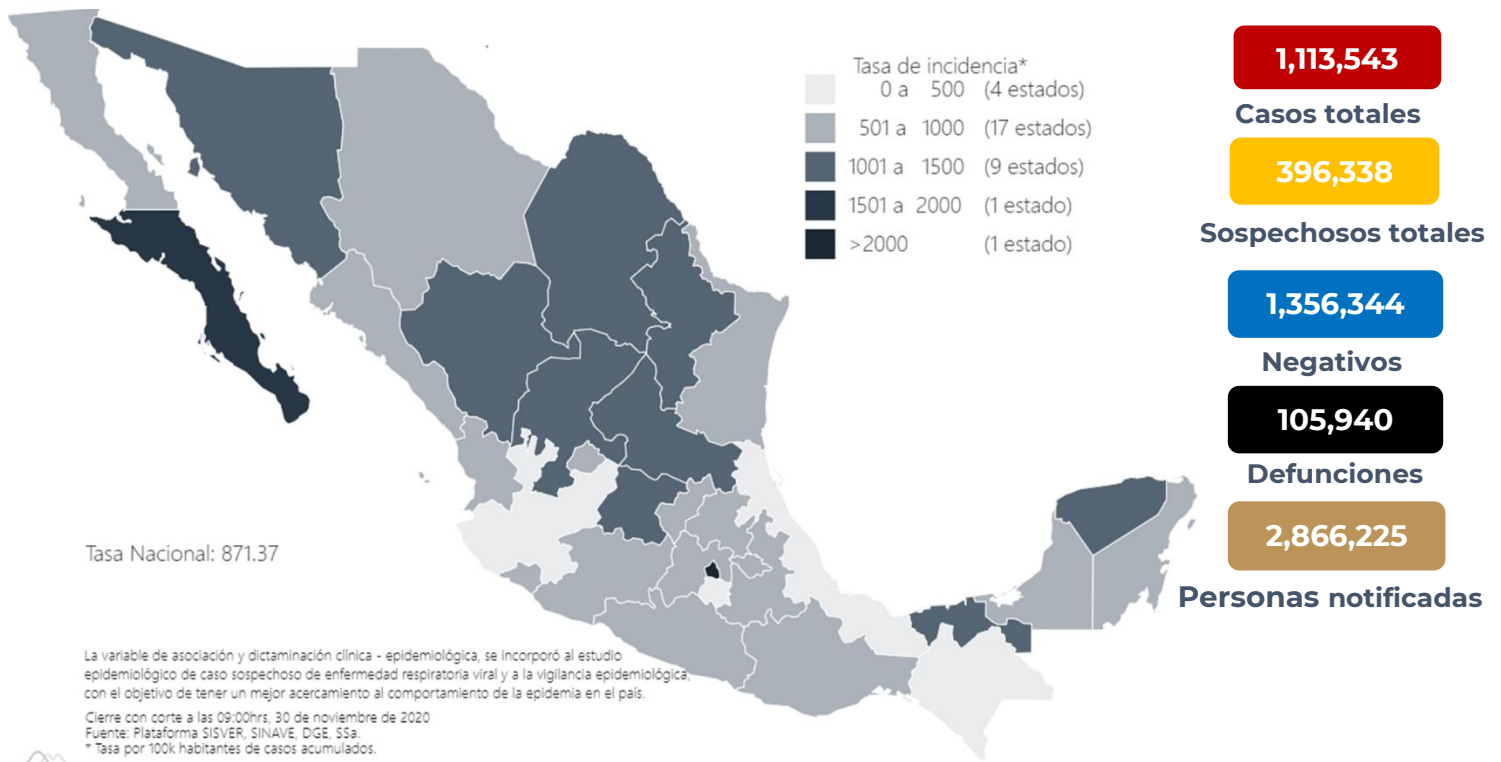 Tasa de incidencia*
0 a 500 (4 estados)
501 a 1000 (17 estados)
1001 a 1500 (9 estados)
1501 a 2000 (1 estado)
>2000 (1 estado)
1,113,543
Casos totales
396,338
Sospechosos totales
1,356,344
Negativos
105,940
Defunciones
2,866,225
Personas notificadas
Tasa Nacional: 871.37
La variable de asociación y dictaminación clínica - epidemiológica, se incorporó al estudio
epidemiológico de caso sospechoso de enfermedad respiratoria viral y a la vigilancia epidemiológica,
con el objetivo de tener un mejor acercamiento al comportamiento de la epidemia en el país.
Cierre con corte a las 09:00hrs, 30 de noviembre de 2020
Fuente: Plataforma SISVER, SINAVE, DGE, SSa.
* Tasa por 100k habitantes de casos acumulados.